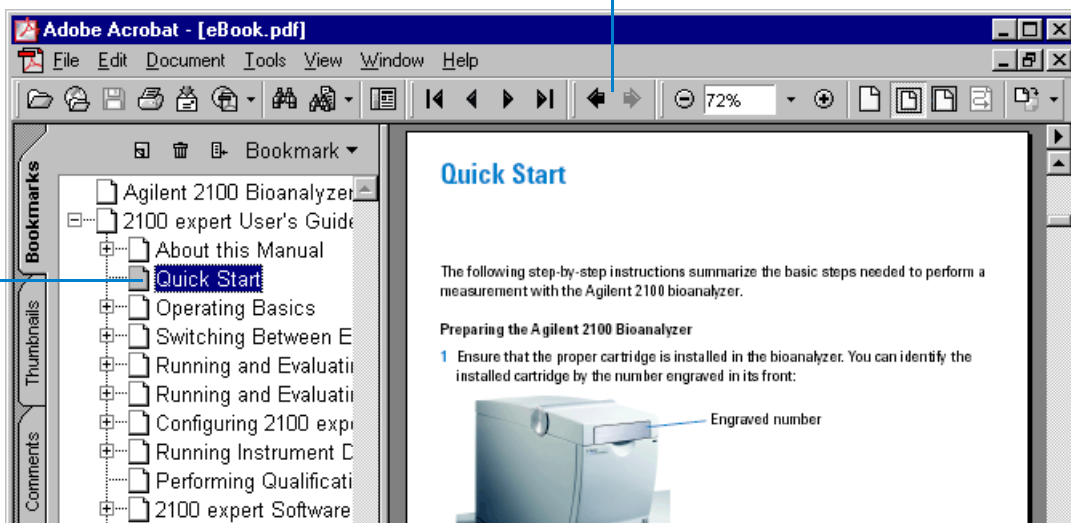 Adobe Acrobat - [eBook.pdf]
File Edit Document Tools View Window Help
72%
Bookmarks
Thumbnails
Comments
Bookmark
Agilent 2100 Bioanalyzer
2100 expert User's Guide
About this Manual
Quick Start
Operating Basics
Switching Between E
Running and Evaluati
Running and Evaluati
Configuring 2100 exp
Running Instrument D
Performing Qualificati
2100 expert Software
Quick Start
The following step-by-step instructions summarize the basic steps needed to perform a
measurement with the Agilent 2100 bioanalyzer.
Preparing the Agilent 2100 Bioanalyzer
1 Ensure that the proper cartridge is installed in the bioanalyzer. You can identify the
installed cartridge by the number engraved in its front:
Engraved number